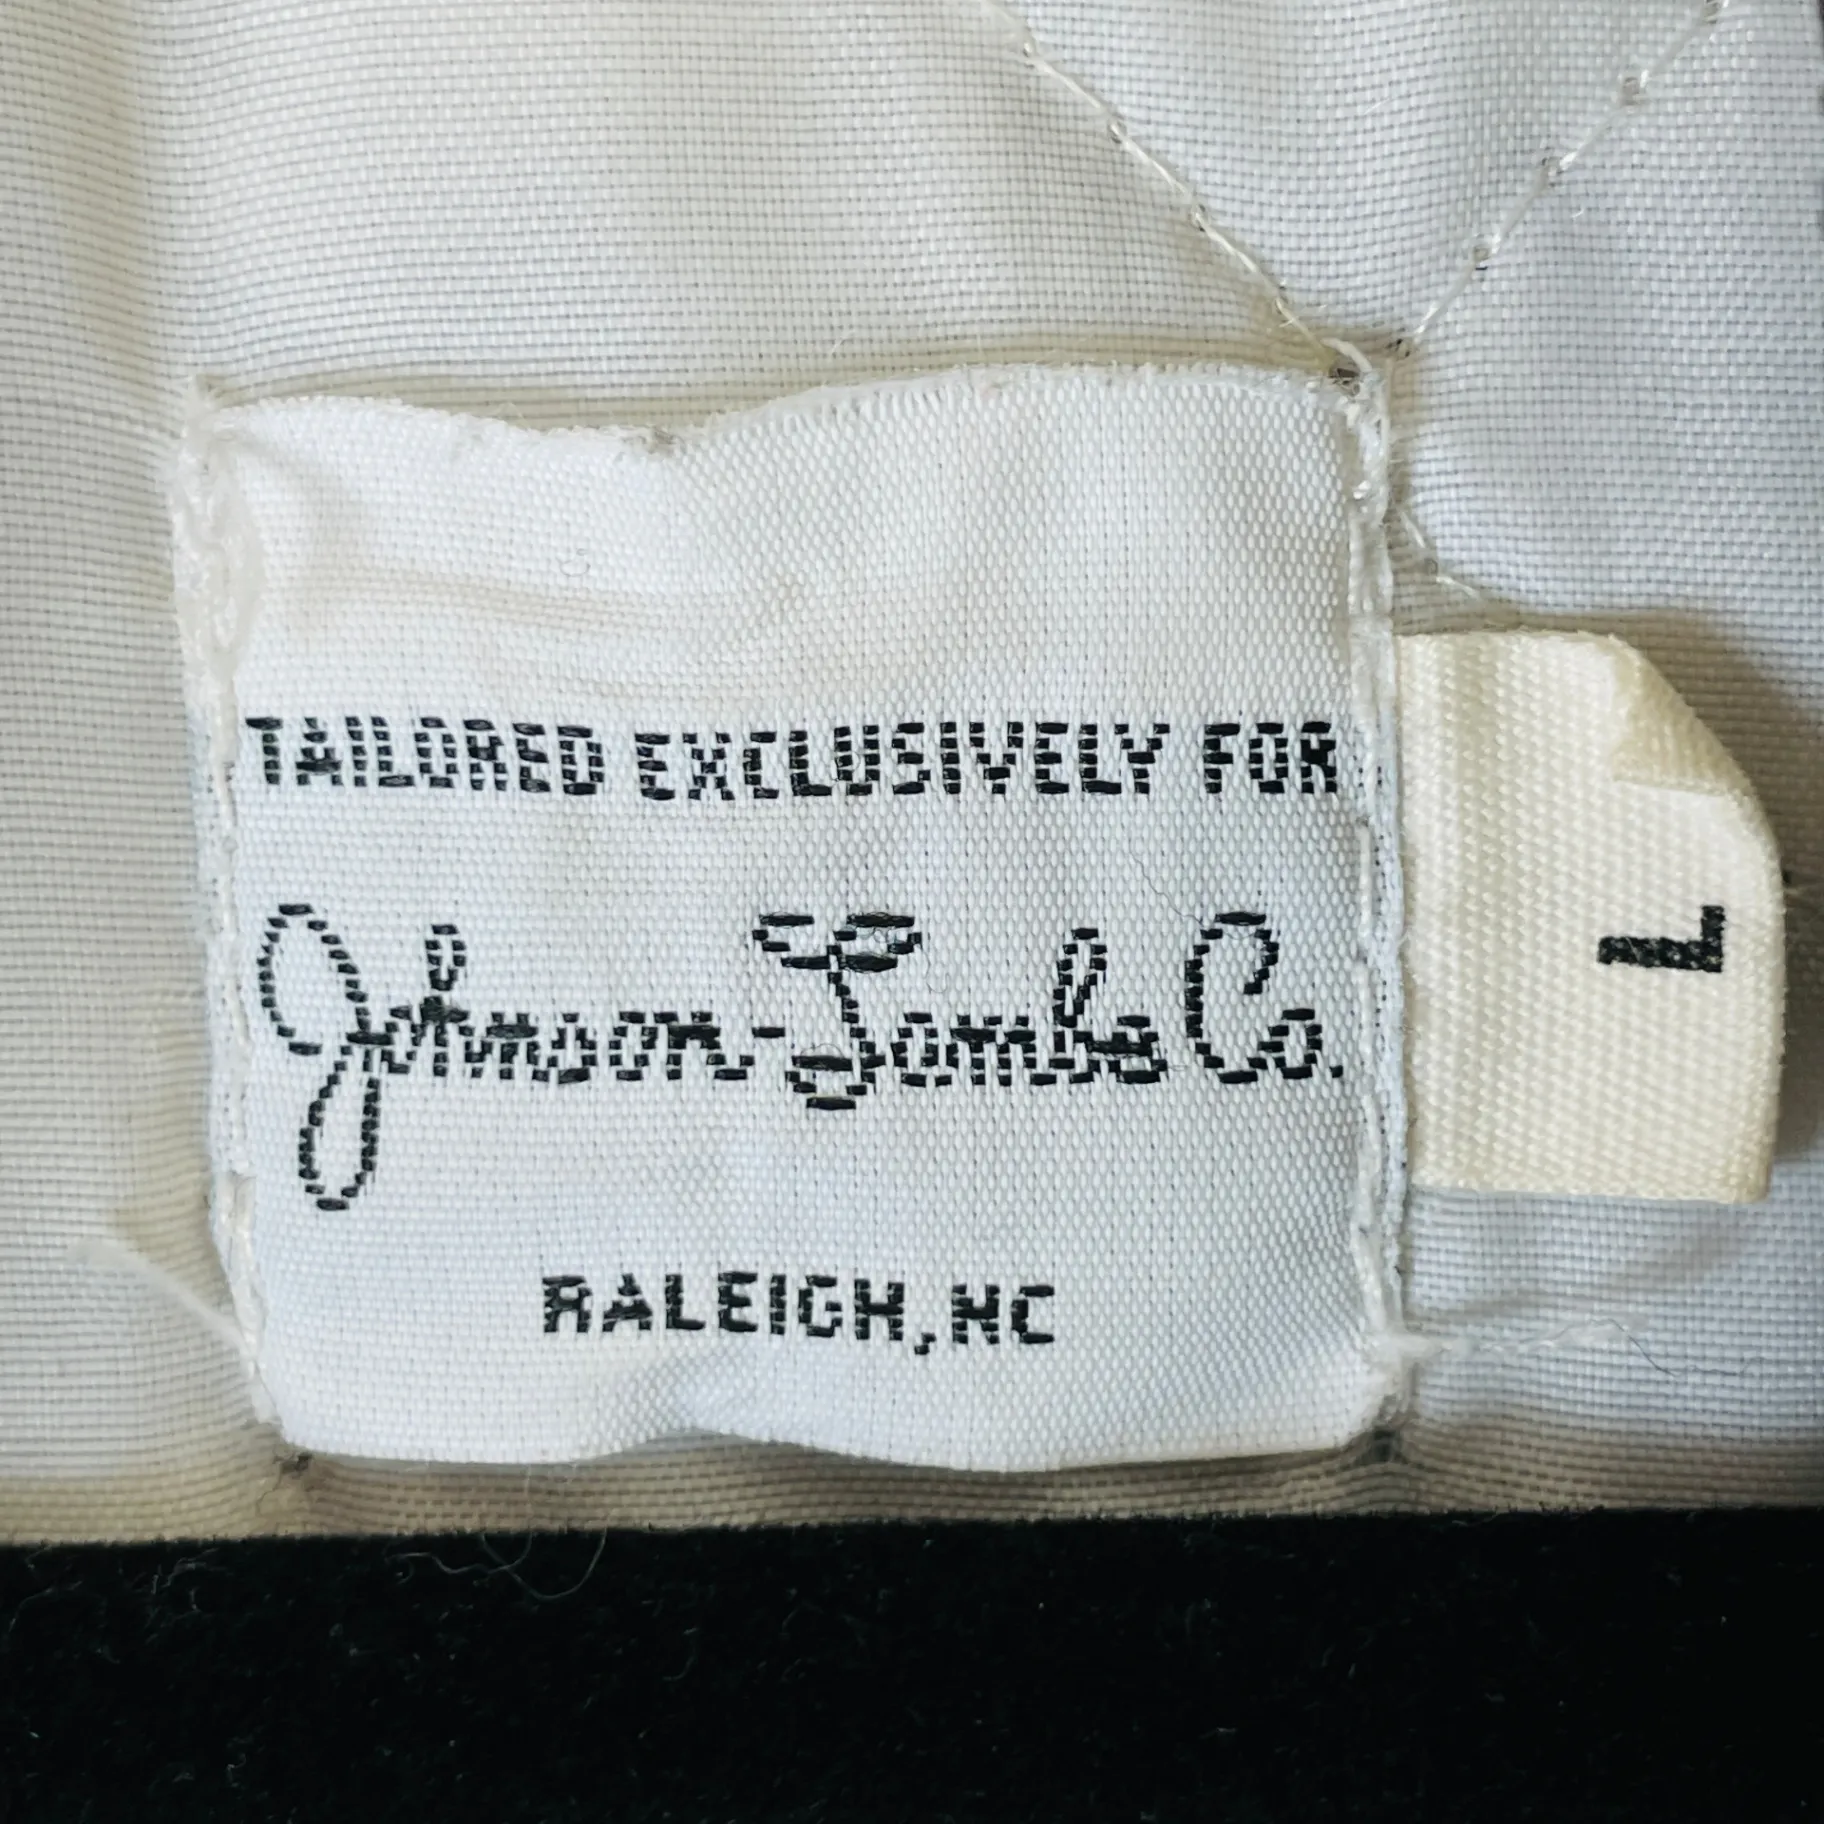 TAILORED EXCLUSIVELY FOR
Johnson-Lambe Co.
RALEIGH, NC
L